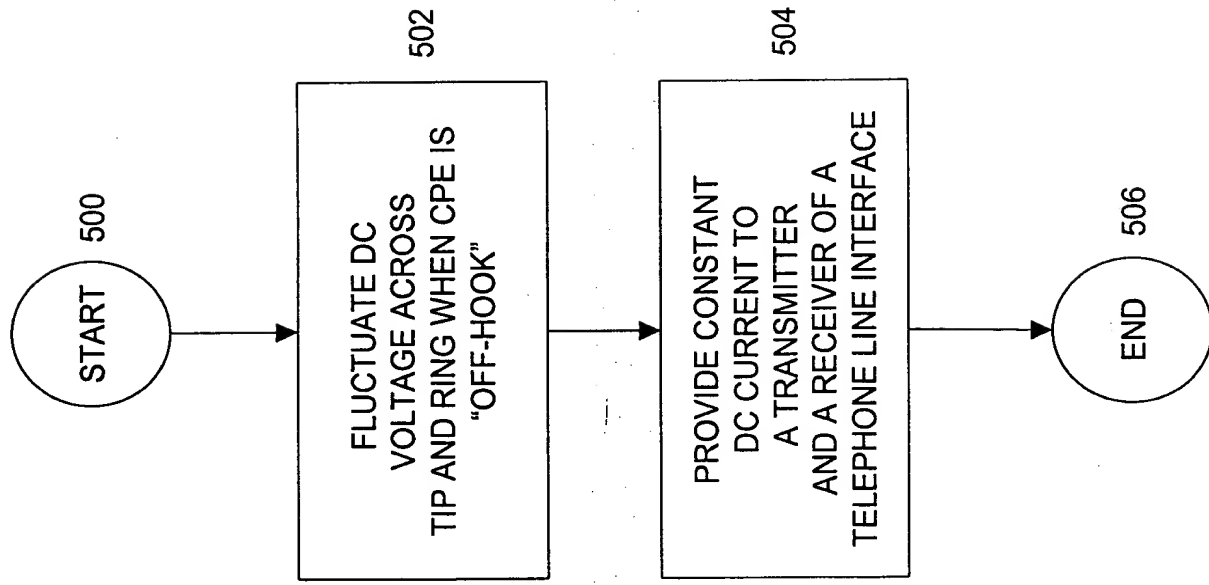 START
500
FLUCTUATE DC
VOLTAGE ACROSS
TIP AND RING WHEN CPE IS
“OFF-HOOK”
502
PROVIDE CONSTANT
DC CURRENT TO
A TRANSMITTER
AND A RECEIVER OF A
TELEPHONE LINE INTERFACE
504
END
506